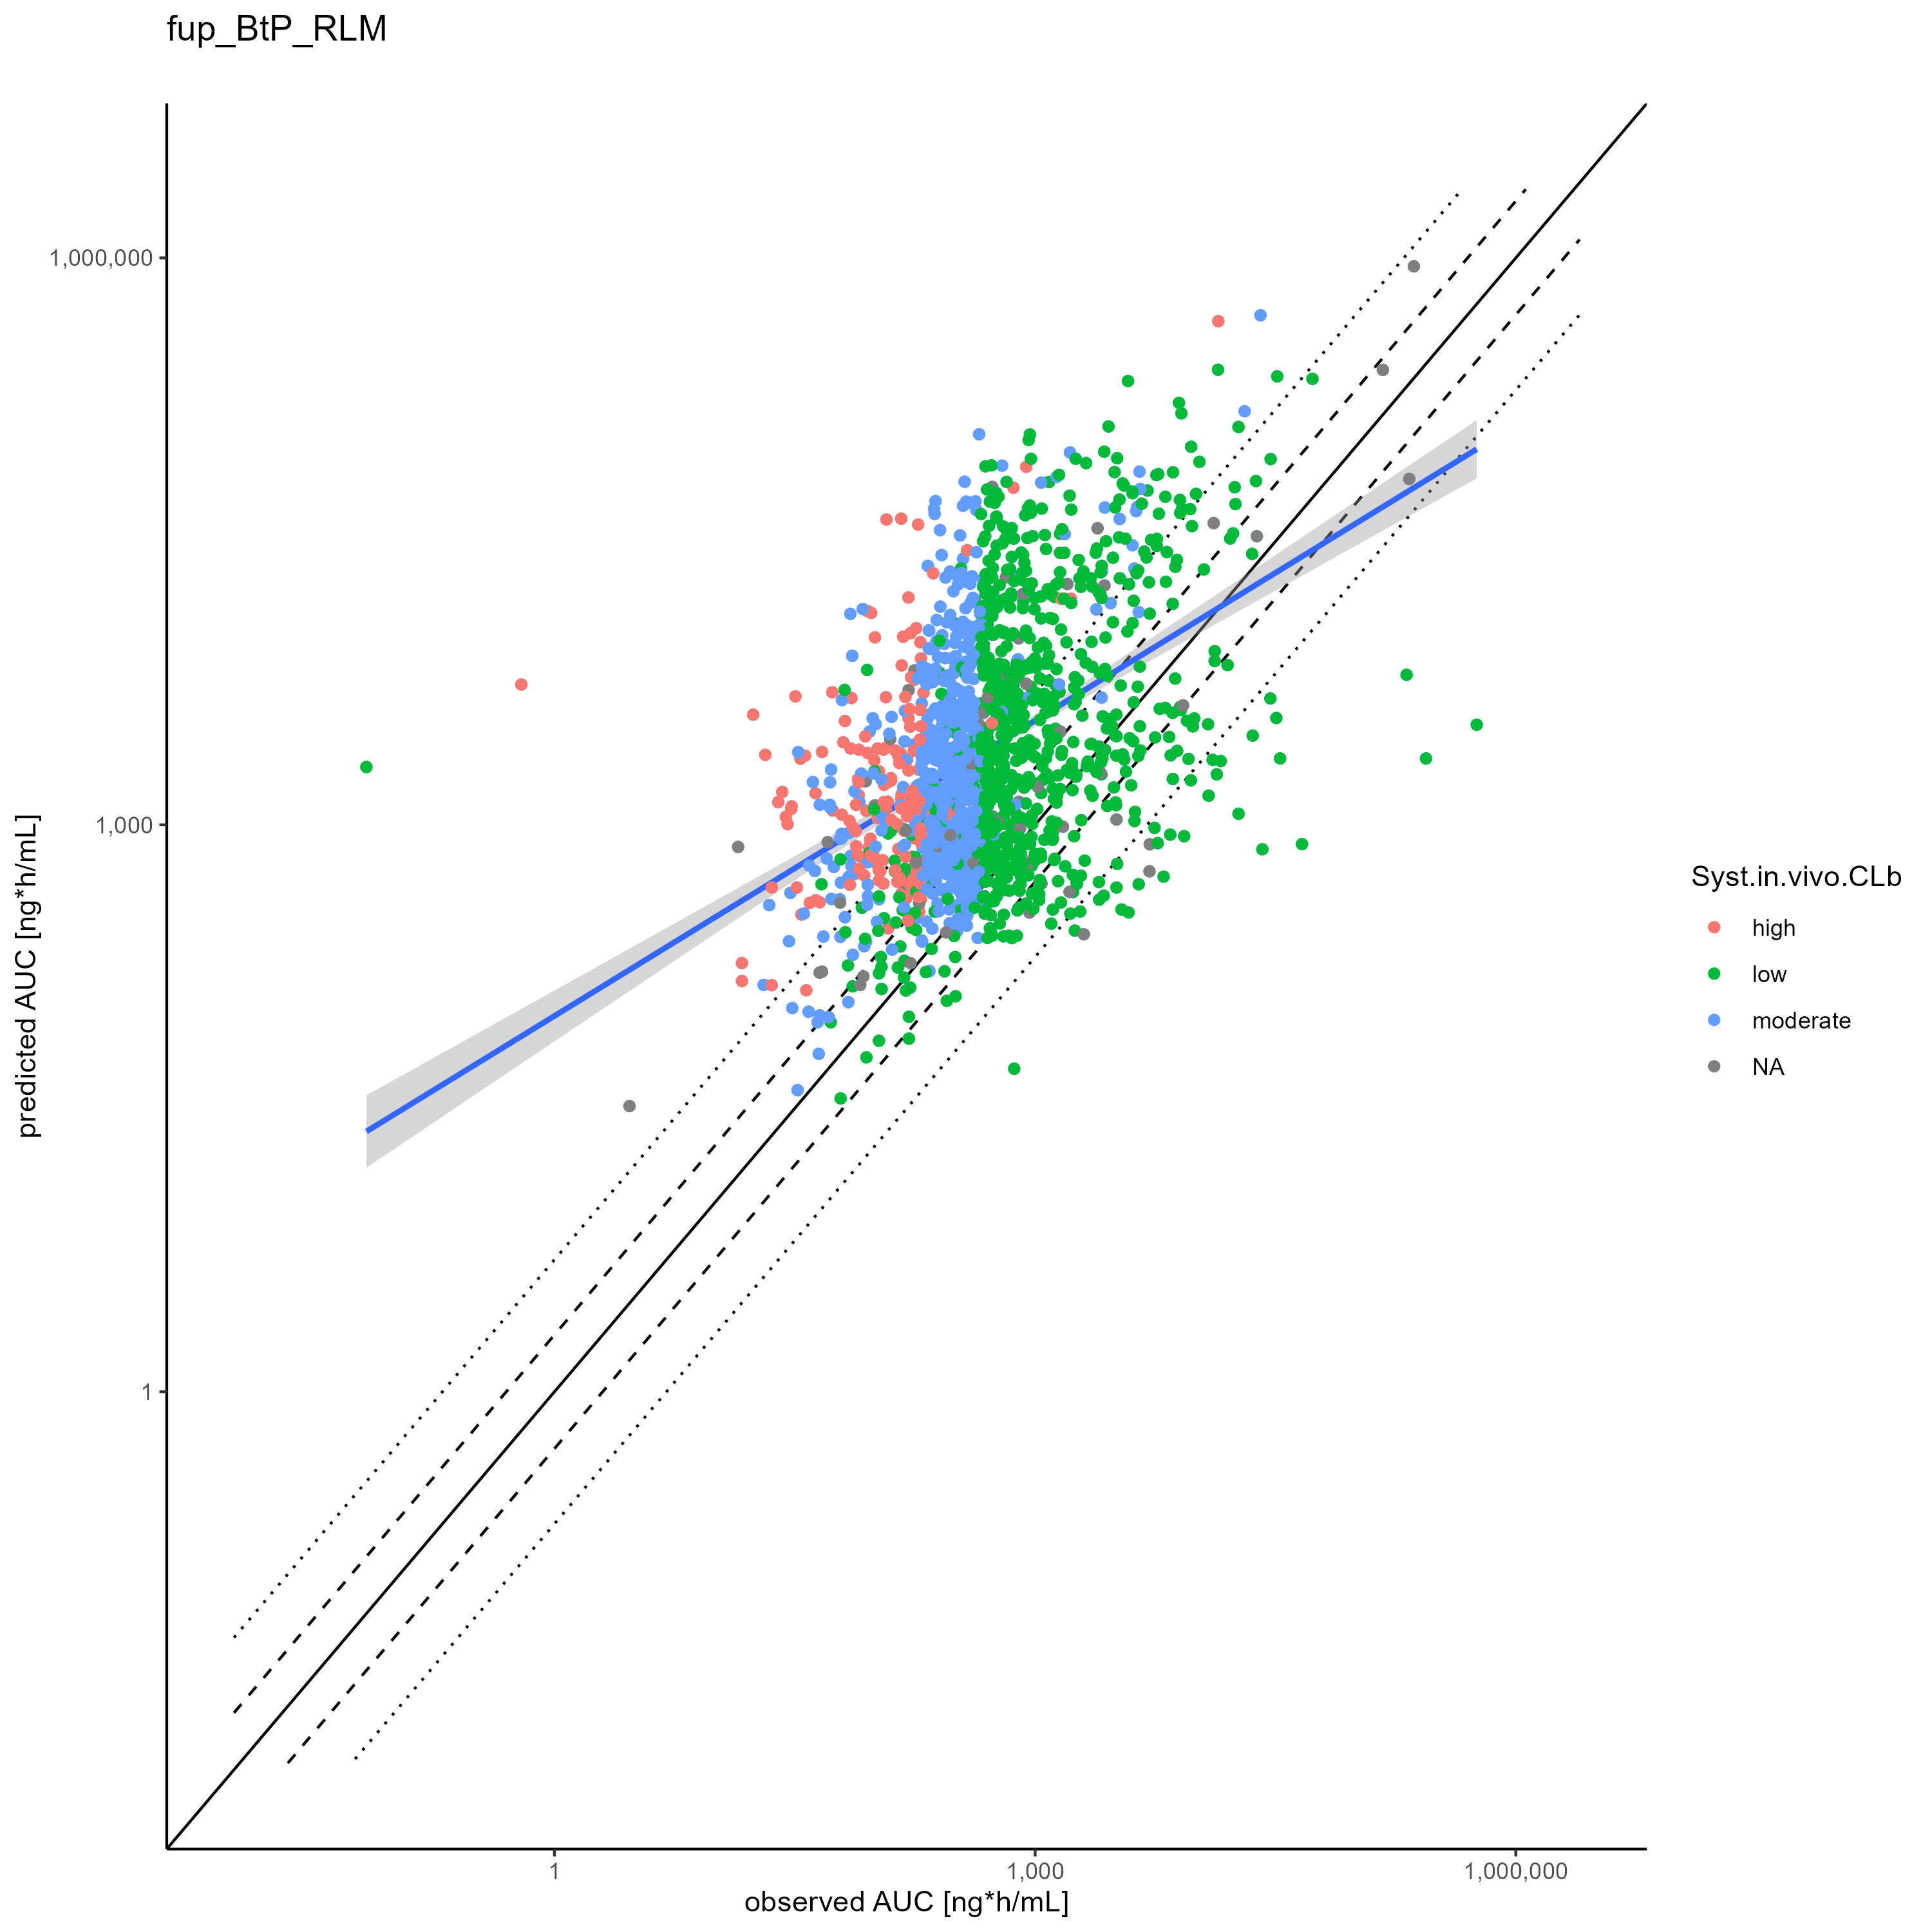 fup_BtP_RLM
1,000,000
1,000
1
predicted AUC [ng*h/mL]
1
1,000
1,000,000
observed AUC [ng*h/mL]
Syst.in.vivo.CLb
high
low
moderate
NA